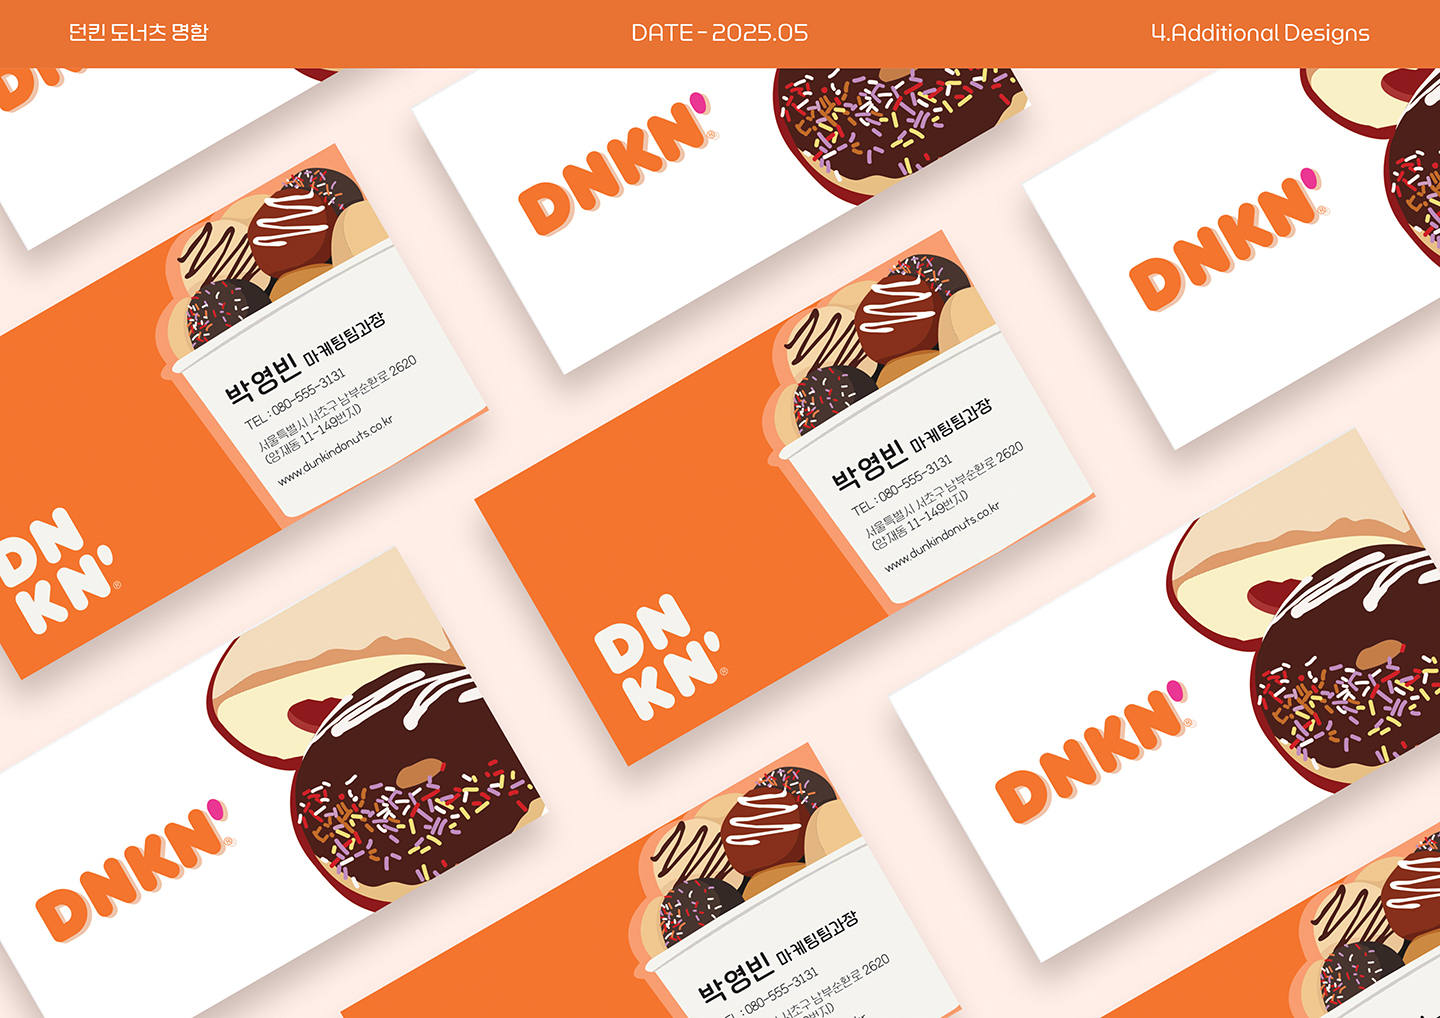 던킨 도너츠 명함
DATE - 2025.05
4.Additional Designs
DNKN'®
DNKN'®
박영빈 마케팅팀과장
TEL : 080-555-3131
서울특별시 서초구 남부순환로 2620
(양재동 11-149번지)
www.dunkindonuts.co.kr
DN
KN'®
박영빈 마케팅팀과장
TEL : 080-555-3131
서울특별시 서초구 남부순환로 2620
(양재동 11-149번지)
www.dunkindonuts.co.kr
DN
KN'®
DNKN'®
DNKN'®
박영빈 마케팅팀과장
: 080-555-3131
서초구 남부순환로 2620